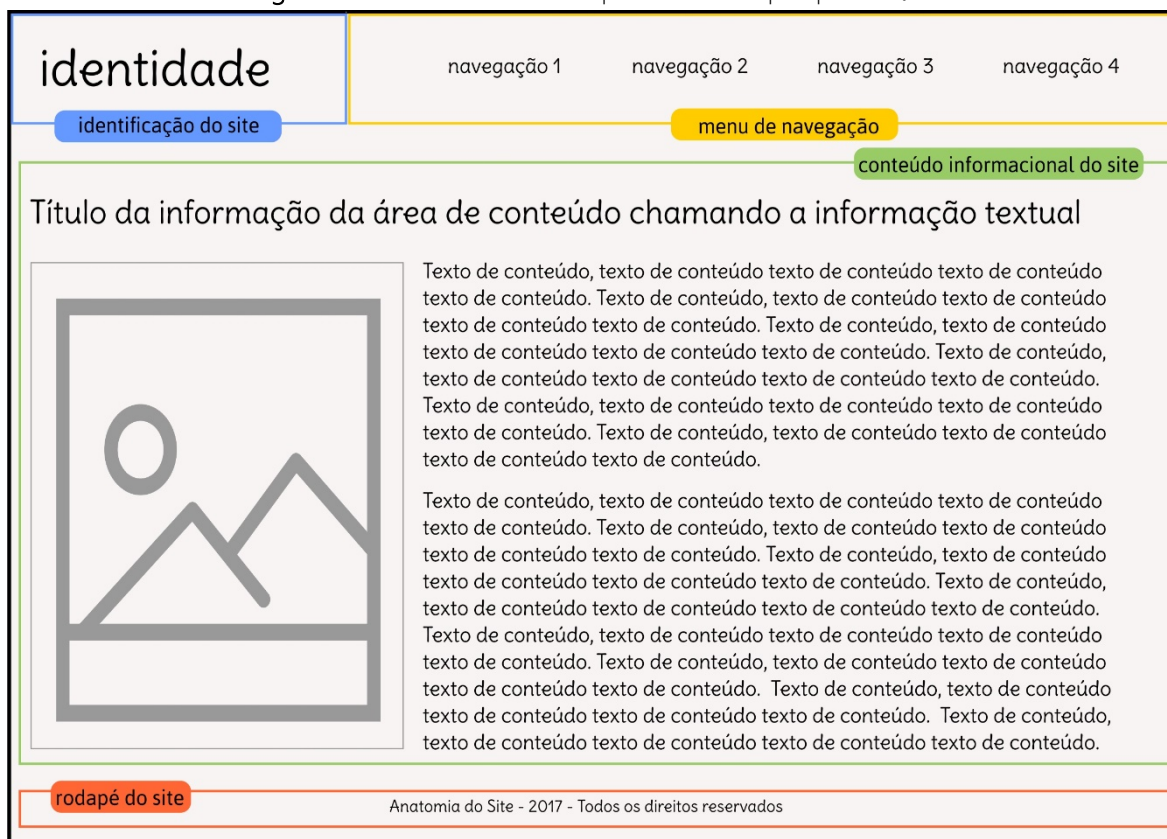 identidade
navegação 1 navegação 2 navegação 3 navegação 4
identificação do site
menu de navegação
conteúdo informacional do site
Título da informação da área de conteúdo chamando a informação textual
Texto de conteúdo, texto de conteúdo texto de conteúdo texto de conteúdo
texto de conteúdo. Texto de conteúdo, texto de conteúdo texto de conteúdo
texto de conteúdo texto de conteúdo. Texto de conteúdo, texto de conteúdo
texto de conteúdo texto de conteúdo texto de conteúdo. Texto de conteúdo,
texto de conteúdo texto de conteúdo texto de conteúdo texto de conteúdo.
Texto de conteúdo, texto de conteúdo texto de conteúdo texto de conteúdo
texto de conteúdo. Texto de conteúdo, texto de conteúdo texto de conteúdo
texto de conteúdo texto de conteúdo.
Texto de conteúdo, texto de conteúdo texto de conteúdo texto de conteúdo
texto de conteúdo. Texto de conteúdo, texto de conteúdo texto de conteúdo
texto de conteúdo texto de conteúdo. Texto de conteúdo, texto de conteúdo
texto de conteúdo texto de conteúdo texto de conteúdo. Texto de conteúdo,
texto de conteúdo texto de conteúdo texto de conteúdo texto de conteúdo.
Texto de conteúdo, texto de conteúdo texto de conteúdo texto de conteúdo
texto de conteúdo. Texto de conteúdo, texto de conteúdo texto de conteúdo
texto de conteúdo texto de conteúdo. Texto de conteúdo, texto de conteúdo
texto de conteúdo texto de conteúdo texto de conteúdo. Texto de conteúdo,
texto de conteúdo texto de conteúdo texto de conteúdo texto de conteúdo.
rodapé do site
Anatomia do Site - 2017 - Todos os direitos reservados